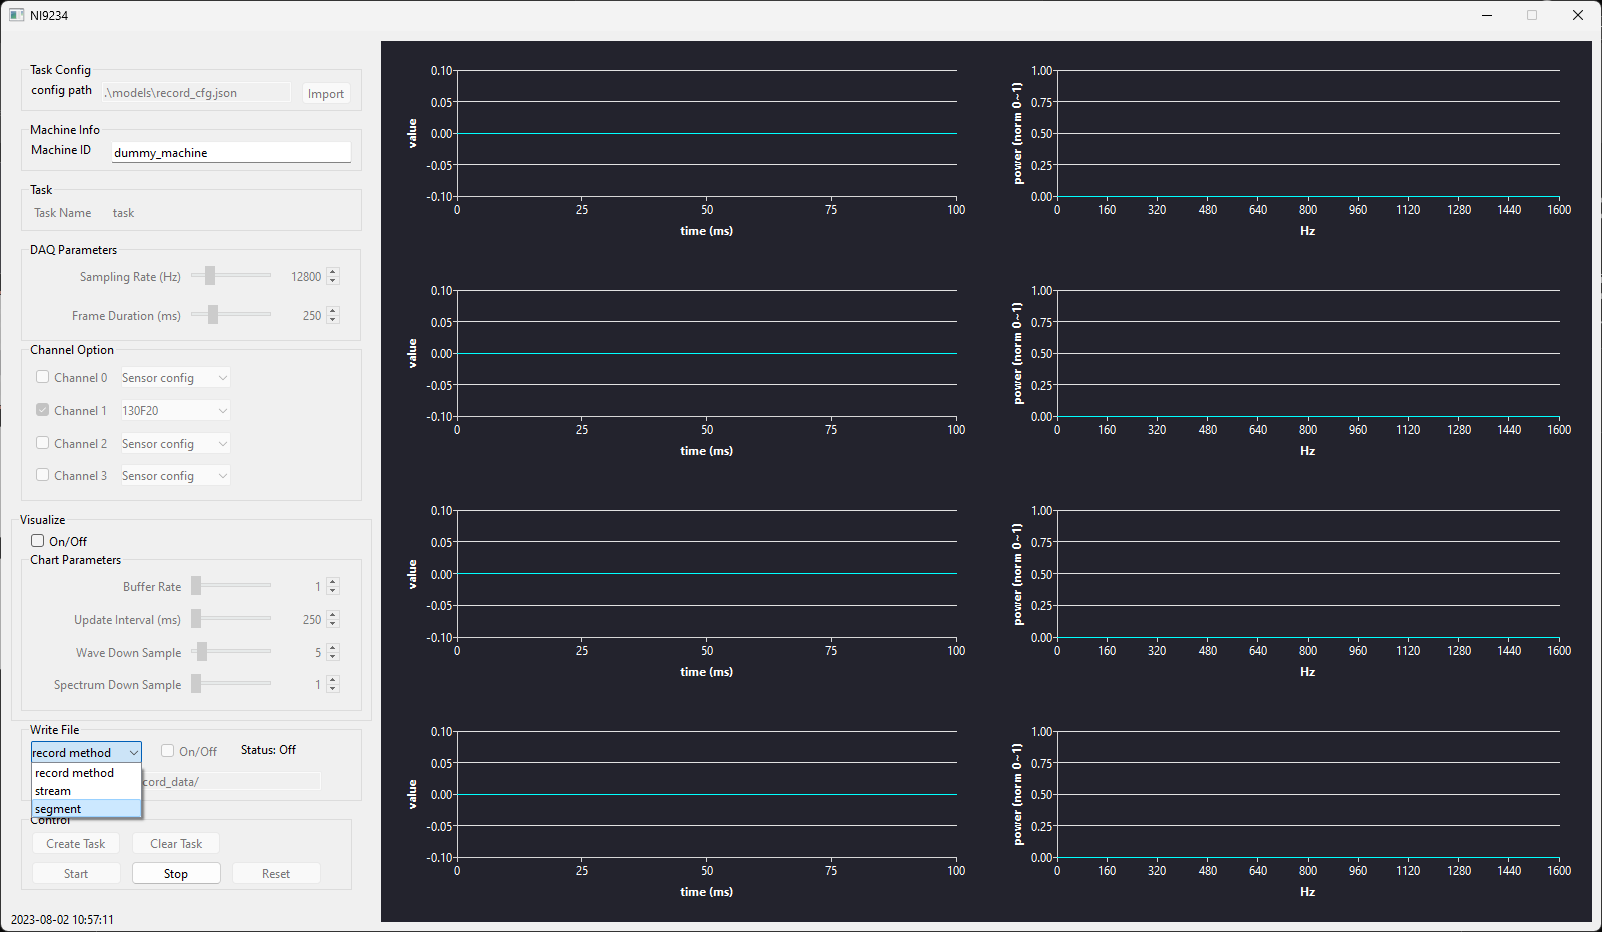 NI9234
Task Config
config path .\models\record_cfg.json Import
Machine Info
Machine ID dummy_machine
Task
Task Name task
DAQ Parameters
Sampling Rate (Hz) 12800
Frame Duration (ms) 250
Channel Option
Channel 0 Sensor config
Channel 1 130F20
Channel 2 Sensor config
Channel 3 Sensor config
Visualize
On/Off
Chart Parameters
Buffer Rate 1
Update Interval (ms) 250
Wave Down Sample 5
Spectrum Down Sample 1
Write File
record method On/Off Status: Off
record method
stream
segment
cord_data/
Control
Create Task Clear Task
Start Stop Reset
2023-08-02 10:57:11
value
0.10
0.05
0.00
-0.05
-0.10
0 25 50 75 100
time (ms)
power (norm 0~1)
1.00
0.75
0.50
0.25
0.00
0 160 320 480 640 800 960 1120 1280 1440 1600
Hz
value
0.10
0.05
0.00
-0.05
-0.10
0 25 50 75 100
time (ms)
power (norm 0~1)
1.00
0.75
0.50
0.25
0.00
0 160 320 480 640 800 960 1120 1280 1440 1600
Hz
value
0.10
0.05
0.00
-0.05
-0.10
0 25 50 75 100
time (ms)
power (norm 0~1)
1.00
0.75
0.50
0.25
0.00
0 160 320 480 640 800 960 1120 1280 1440 1600
Hz
value
0.10
0.05
0.00
-0.05
-0.10
0 25 50 75 100
time (ms)
power (norm 0~1)
1.00
0.75
0.50
0.25
0.00
0 160 320 480 640 800 960 1120 1280 1440 1600
Hz